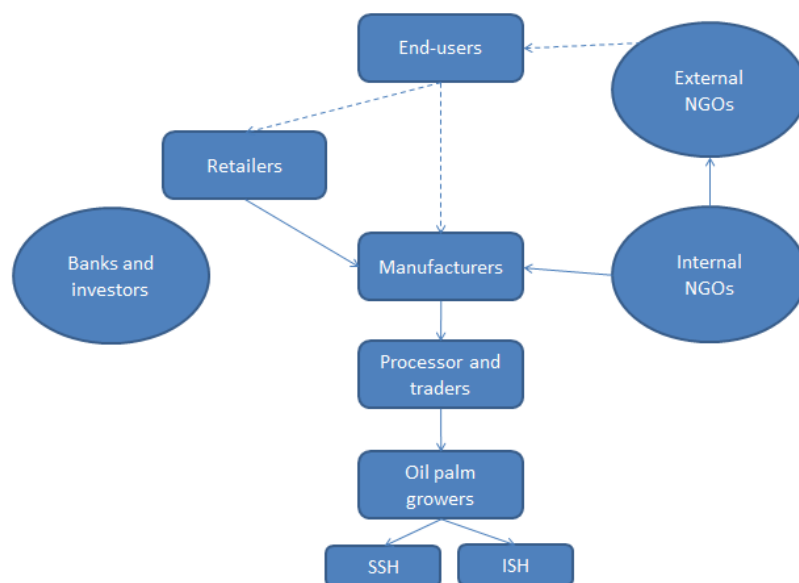 End-users
External
NGOs
Retailers
Banks and
investors
Manufacturers
Internal
NGOs
Processor and
traders
Oil palm
growers
SSH
ISH